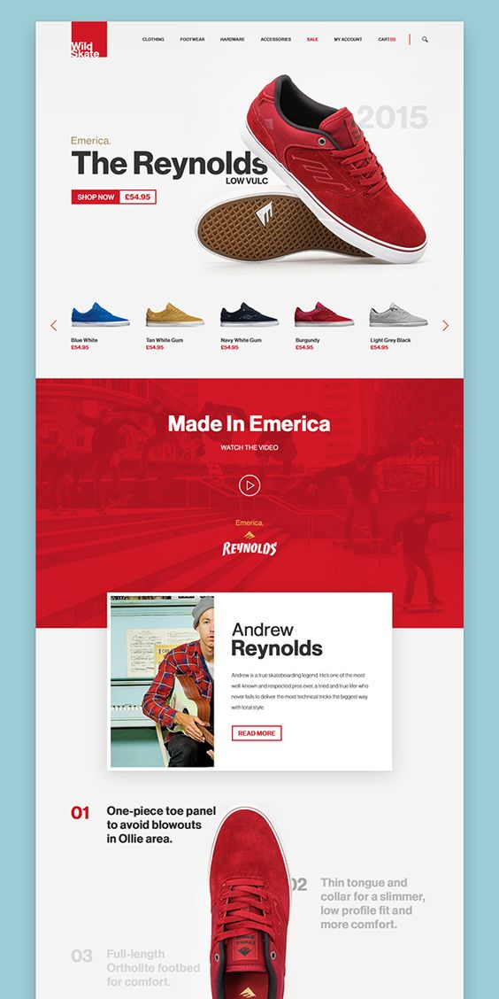 Wild
Skate
CLOTHING FOOTWEAR HARDWARE ACCESSORIES SALE MY ACCOUNT CART(5)
2015
Emerica.
The Reynolds
LOW VULC
SHOP NOW £54.95
Blue White Tan White Gum Navy White Gum Burgundy Light Grey Black
£54.95 £54.95 £54.95 £54.95 £54.95
Made In Emerica
WATCH THE VIDEO
Emerica.
REYNOLDS
Andrew
Reynolds
Andrew is a true skateboarding legend. He's one of the most
well-known and respected pros ever, a tried and true lifer who
never fails to deliver the most technical tricks the biggest way
with total style.
READ MORE
01 One-piece toe panel
to avoid blowouts
in Ollie area.
02 Thin tongue and
collar for a slimmer,
low profile fit and
more comfort.
03 Full-length
Ortholite footbed
for comfort.
Emerica